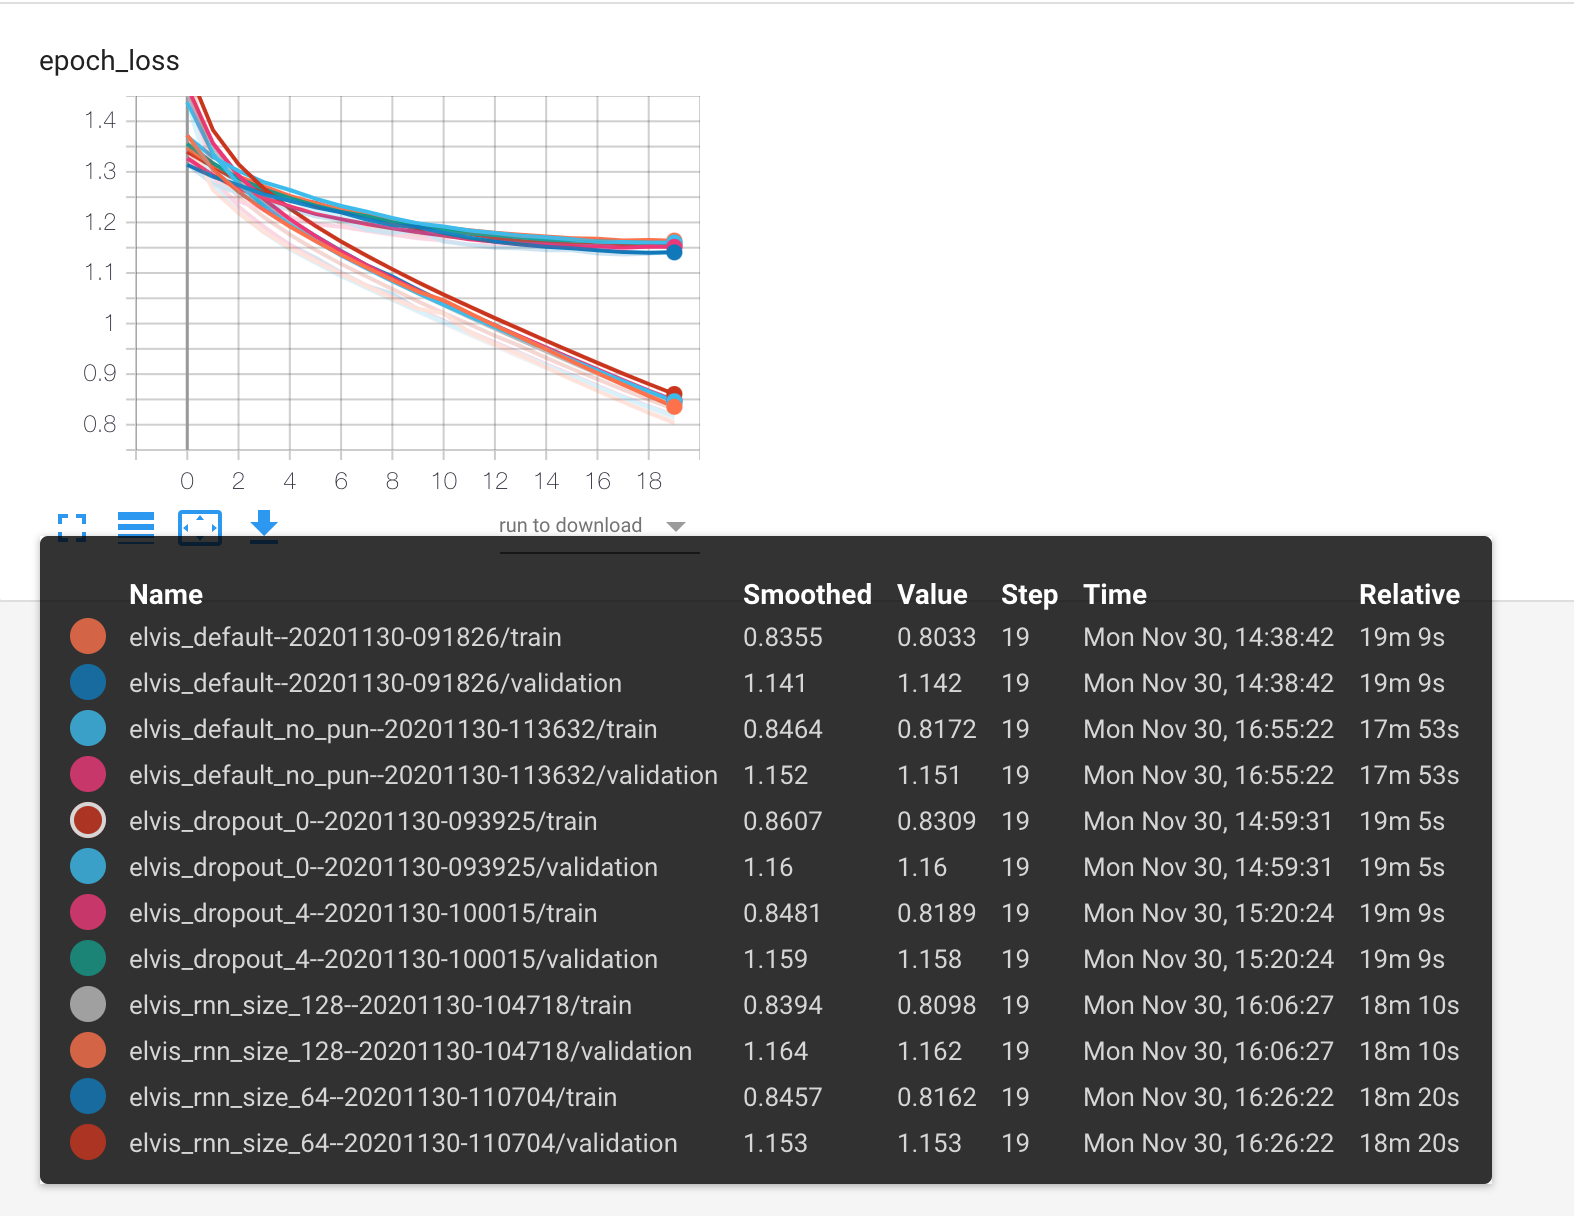 epoch_loss
1.4
1.3
1.2
1.1
1
0.9
0.8
0 2 4 6 8 10 12 14 16 18
run to download
Name Smoothed Value Step Time Relative
elvis_default--20201130-091826/train 0.8355 0.8033 19 Mon Nov 30, 14:38:42 19m 9s
elvis_default--20201130-091826/validation 1.141 1.142 19 Mon Nov 30, 14:38:42 19m 9s
elvis_default_no_pun--20201130-113632/train 0.8464 0.8172 19 Mon Nov 30, 16:55:22 17m 53s
elvis_default_no_pun--20201130-113632/validation 1.152 1.151 19 Mon Nov 30, 16:55:22 17m 53s
elvis_dropout_0--20201130-093925/train 0.8607 0.8309 19 Mon Nov 30, 14:59:31 19m 5s
elvis_dropout_0--20201130-093925/validation 1.16 1.16 19 Mon Nov 30, 14:59:31 19m 5s
elvis_dropout_4--20201130-100015/train 0.8481 0.8189 19 Mon Nov 30, 15:20:24 19m 9s
elvis_dropout_4--20201130-100015/validation 1.159 1.158 19 Mon Nov 30, 15:20:24 19m 9s
elvis_rnn_size_128--20201130-104718/train 0.8394 0.8098 19 Mon Nov 30, 16:06:27 18m 10s
elvis_rnn_size_128--20201130-104718/validation 1.164 1.162 19 Mon Nov 30, 16:06:27 18m 10s
elvis_rnn_size_64--20201130-110704/train 0.8457 0.8162 19 Mon Nov 30, 16:26:22 18m 20s
elvis_rnn_size_64--20201130-110704/validation 1.153 1.153 19 Mon Nov 30, 16:26:22 18m 20s